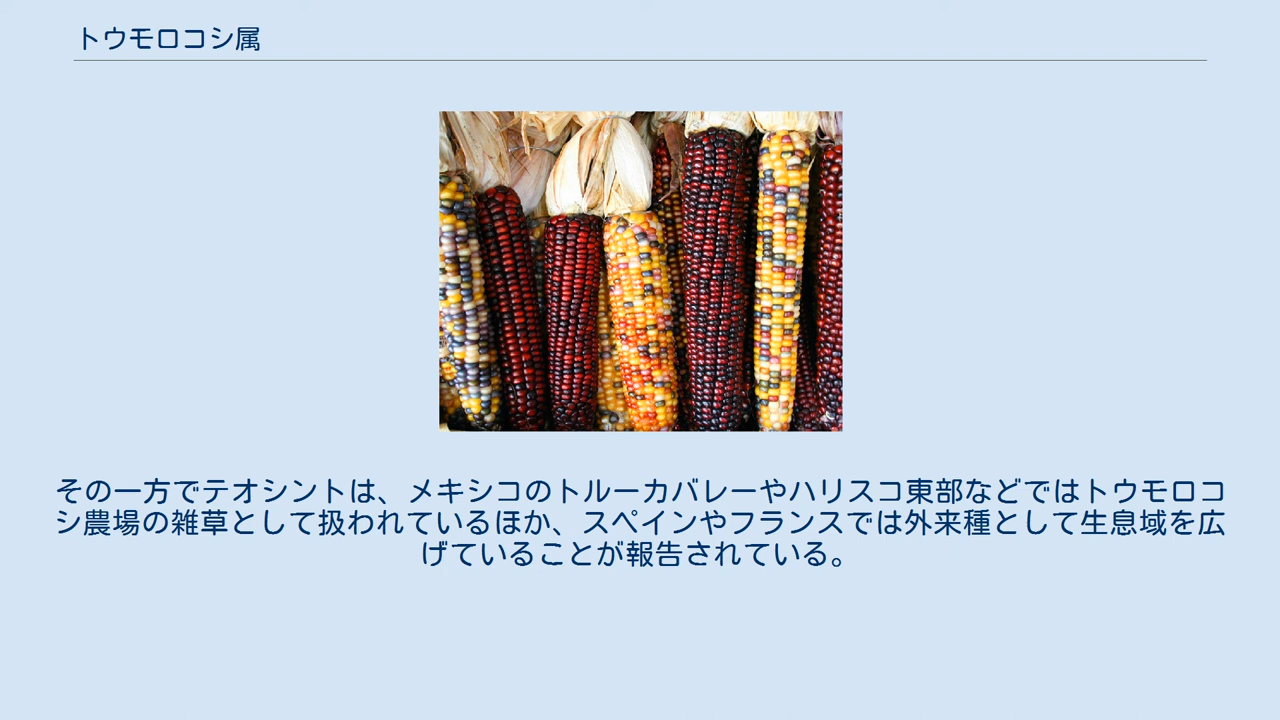 トウモロコシ属
その一方でテオシントは、メキシコのトルーカバレーやハリスコ東部などではトウモロコ
シ農場の雑草として扱われているほか、スペインやフランスでは外来種として生息域を広
げていることが報告されている。